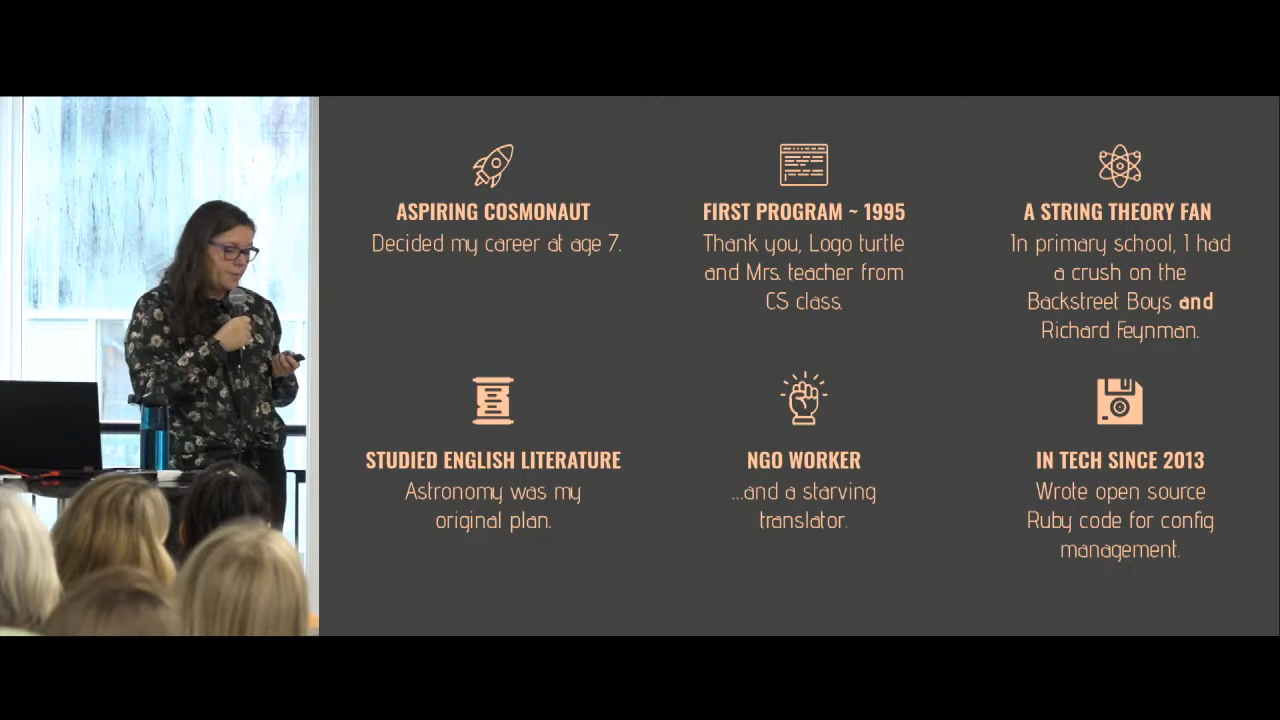 ASPIRING COSMONAUT
Decided my career at age 7.
FIRST PROGRAM ~ 1995
Thank you, Logo turtle
and Mrs. teacher from
CS class.
A STRING THEORY FAN
In primary school, I had
a crush on the
Backstreet Boys and
Richard Feynman.
STUDIED ENGLISH LITERATURE
Astronomy was my
original plan.
NGO WORKER
...and a starving
translator.
IN TECH SINCE 2013
Wrote open source
Ruby code for config
management.